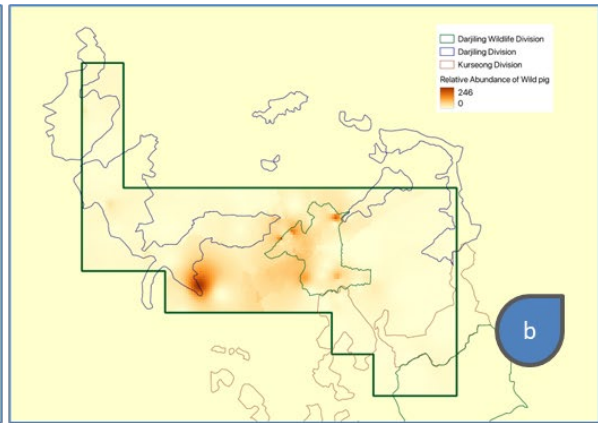 Darjiling Wildlife Division
Darjiling Division
Kurseong Division
Relative Abundance of Wild pig
246
0
b